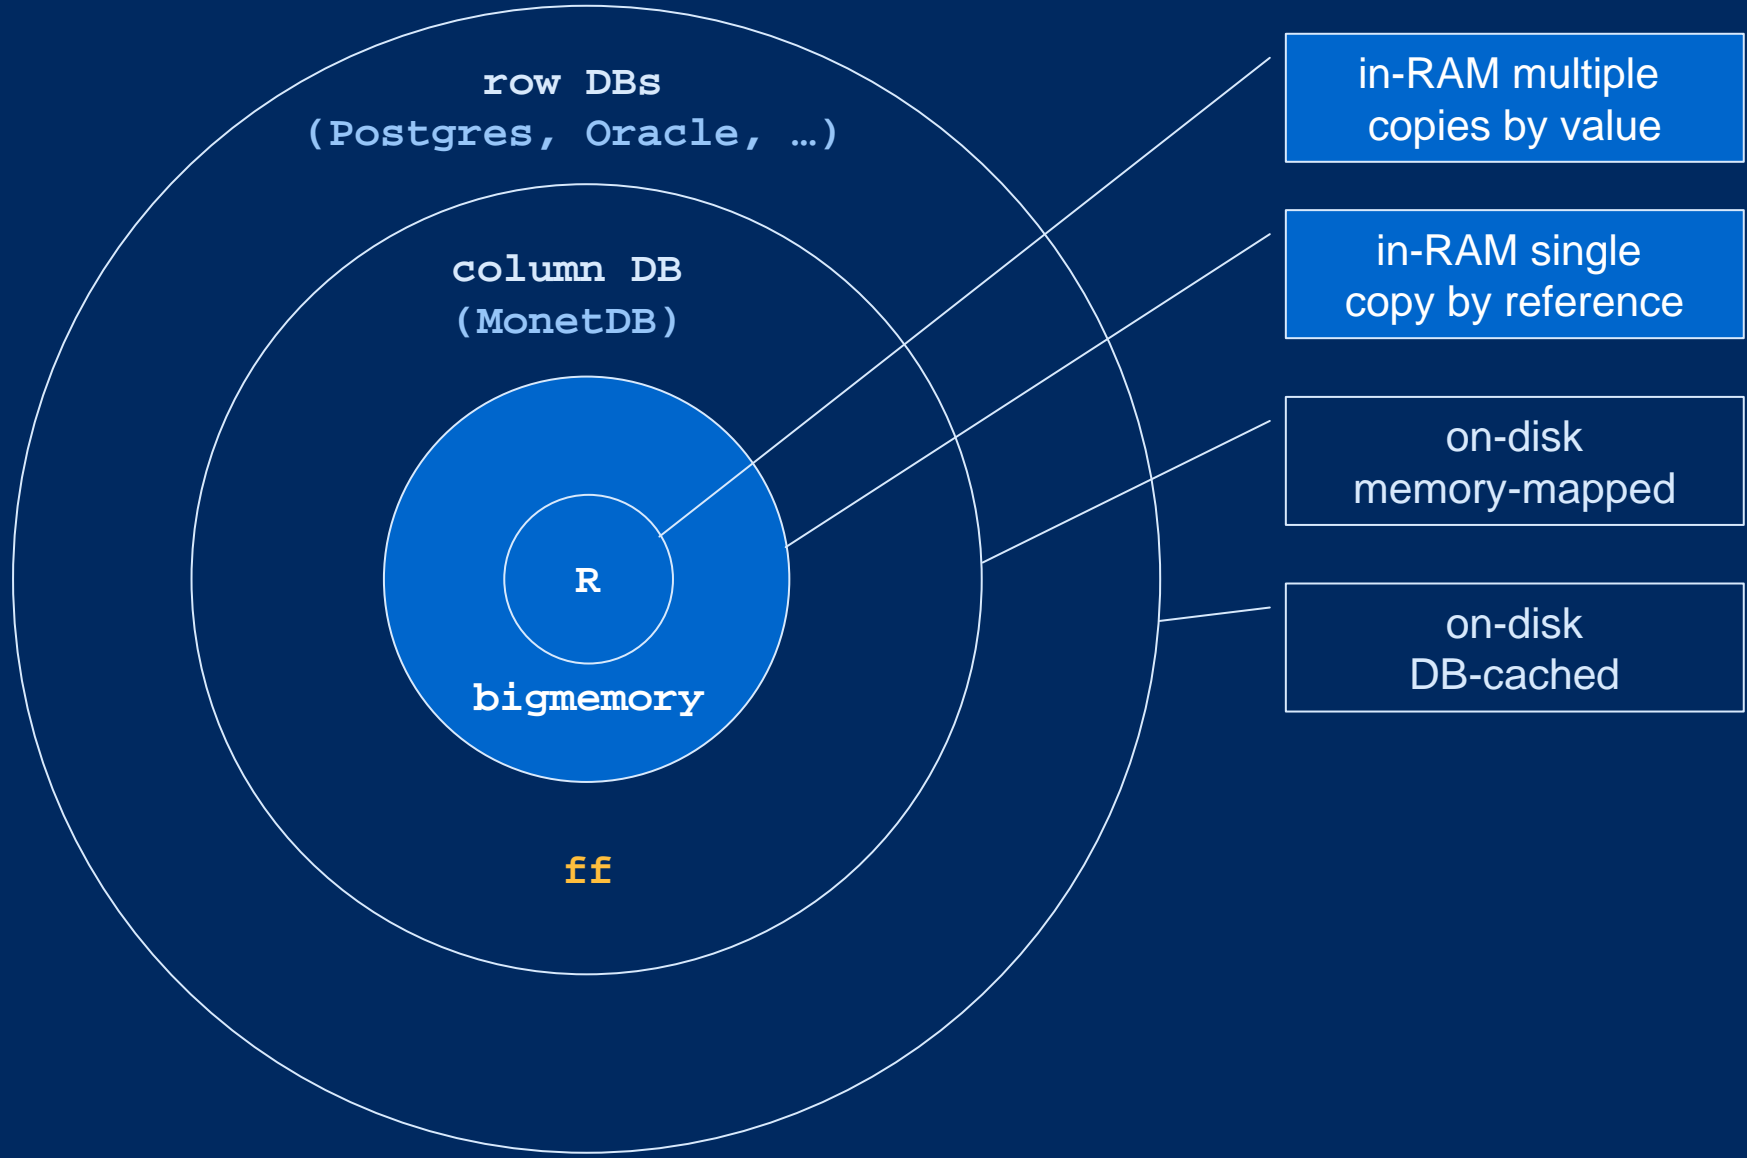 row DBs
(Postgres, Oracle, …)
column DB
(MonetDB)
R
bigmemory
ff
in-RAM multiple
copies by value
in-RAM single
copy by reference
on-disk
memory-mapped
on-disk
DB-cached